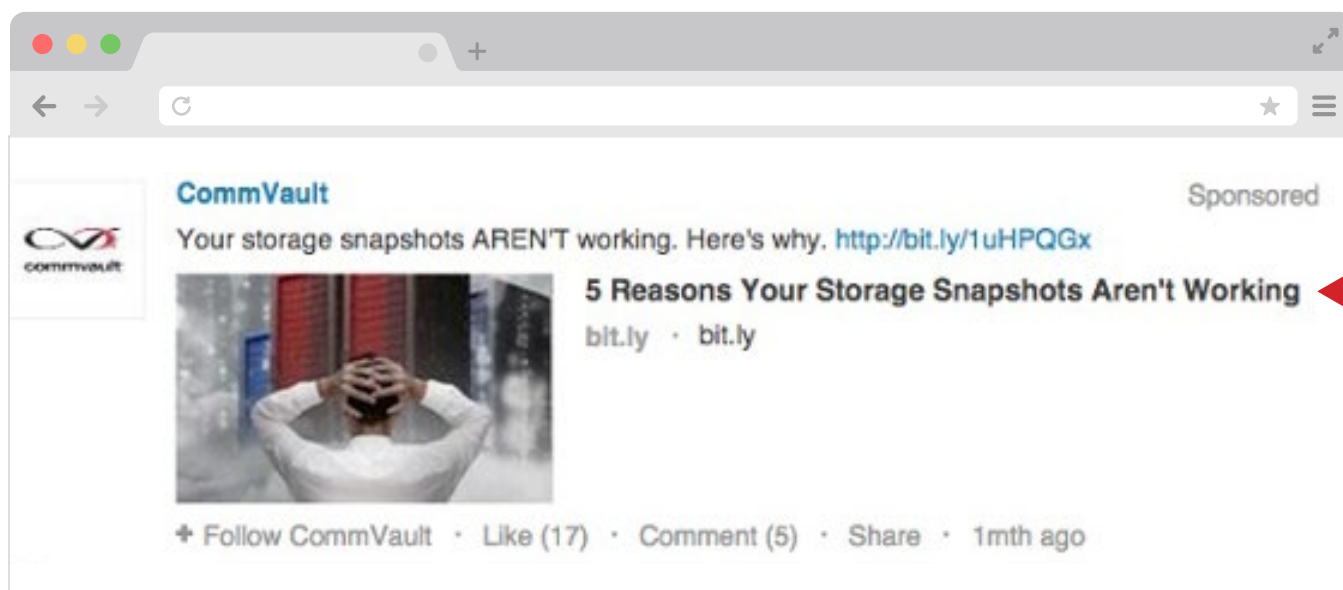 CommVault
Sponsored
commvault
Your storage snapshots AREN'T working. Here's why. http://bit.ly/1uHPQGx
5 Reasons Your Storage Snapshots Aren't Working
bit.ly · bit.ly
+ Follow CommVault · Like (17) · Comment (5) · Share · 1mth ago